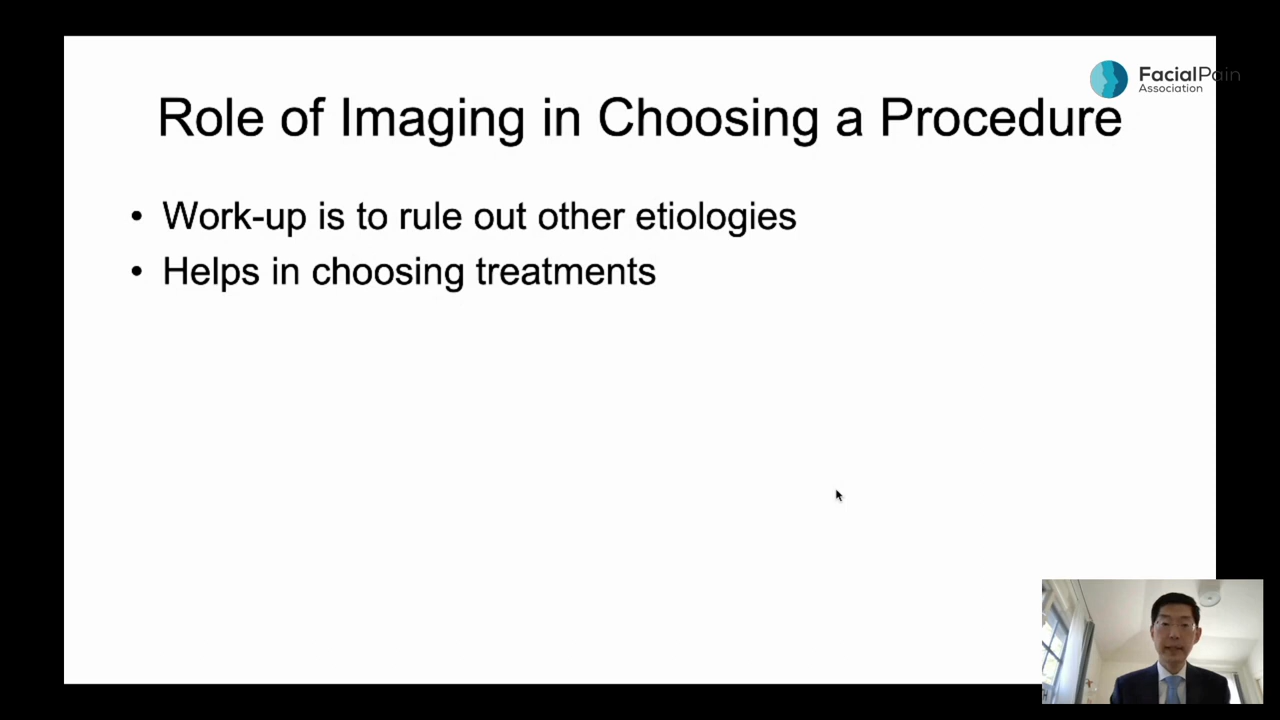 FacialPain
Association
Role of Imaging in Choosing a Procedure
• Work-up is to rule out other etiologies
• Helps in choosing treatments